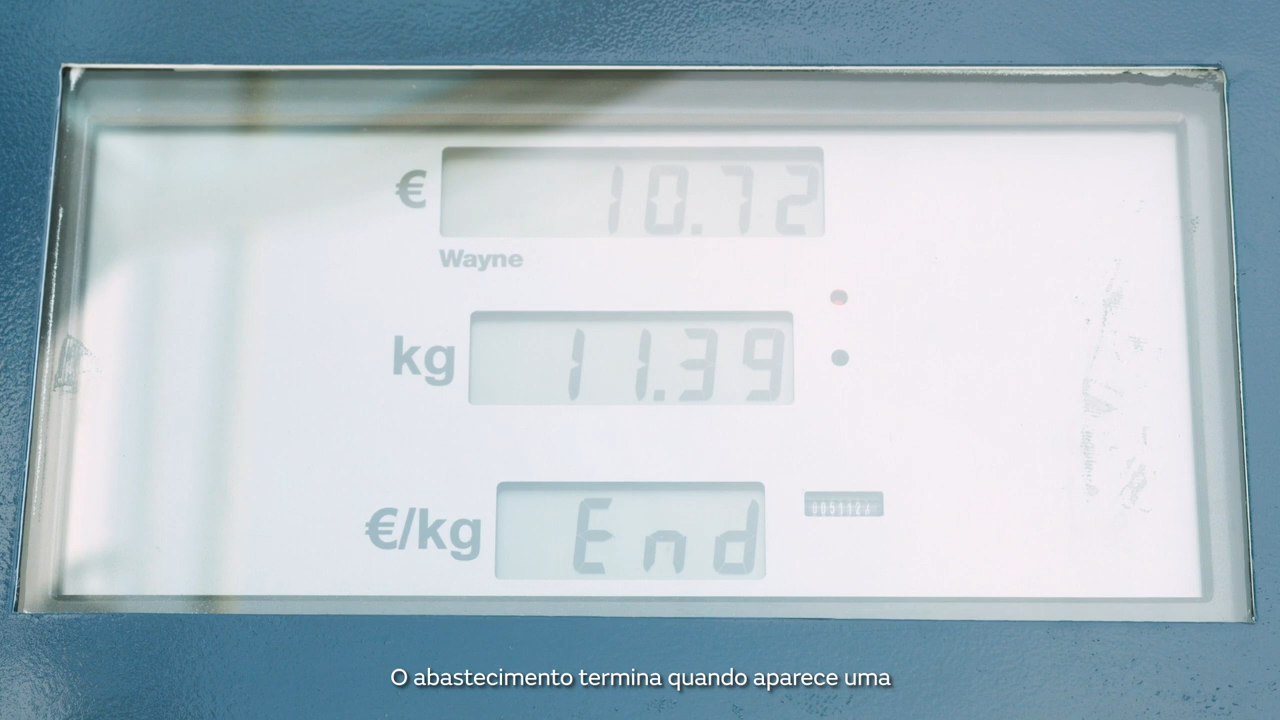 € 10.72
Wayne
kg 11.39
€/kg End
O abastecimento termina quando aparece uma